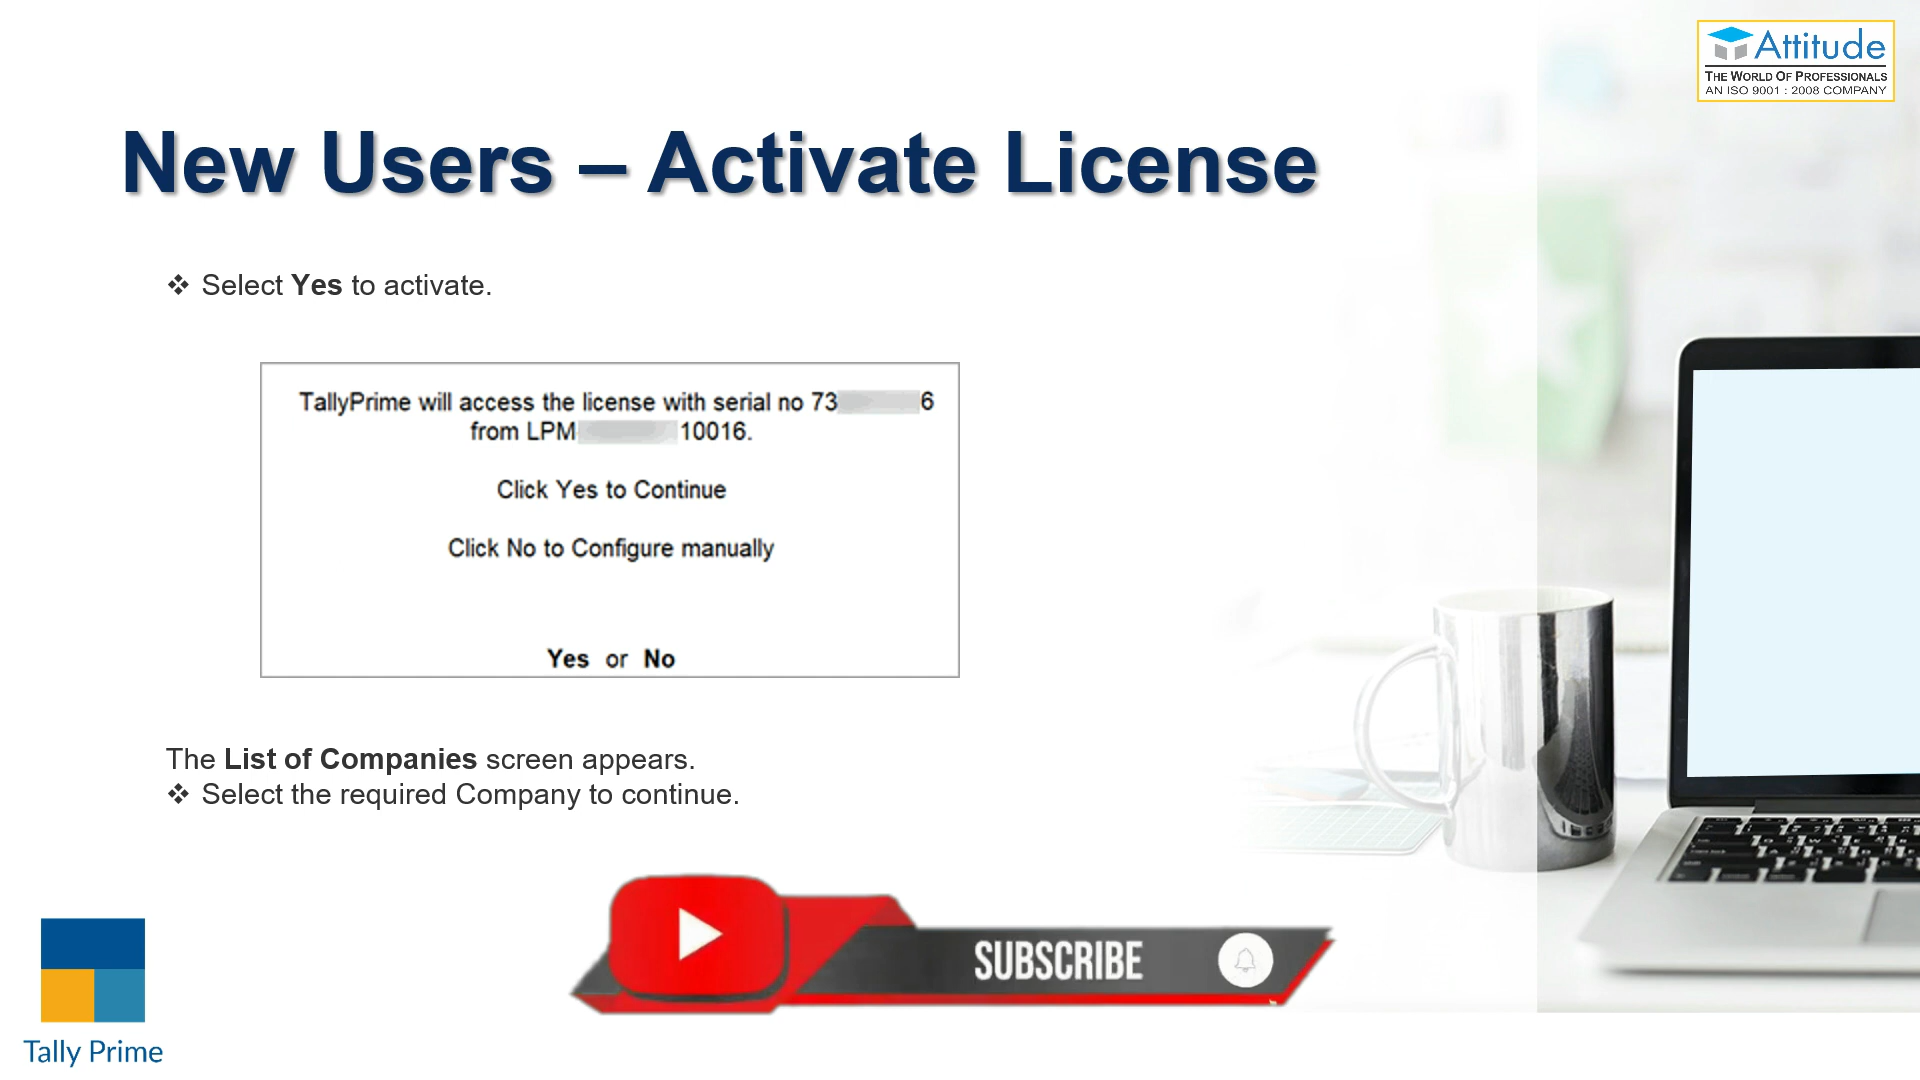 Attitude
THE WORLD OF PROFESSIONALS
AN ISO 9001 : 2008 COMPANY
New Users – Activate License
❖ Select Yes to activate.
TallyPrime will access the license with serial no 73 6
from LPM 10016.
Click Yes to Continue
Click No to Configure manually
Yes or No
The List of Companies screen appears.
❖ Select the required Company to continue.
SUBSCRIBE
Tally Prime